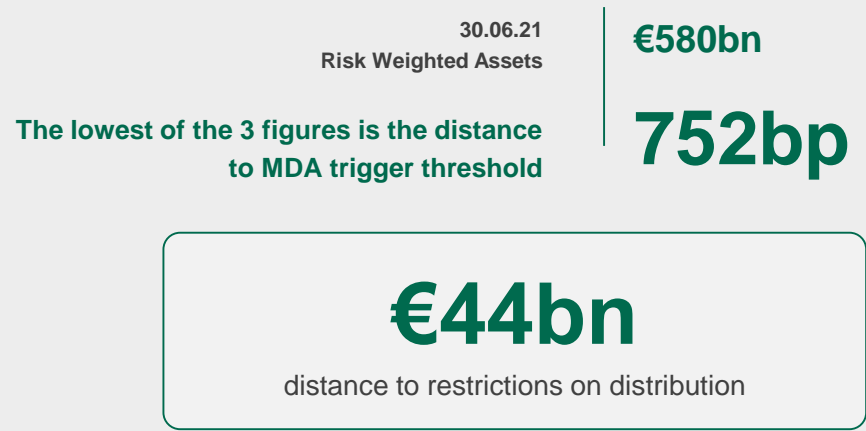 30.06.21
Risk Weighted Assets
€580bn
The lowest of the 3 figures is the distance
to MDA trigger threshold
752bp
€44bn
distance to restrictions on distribution